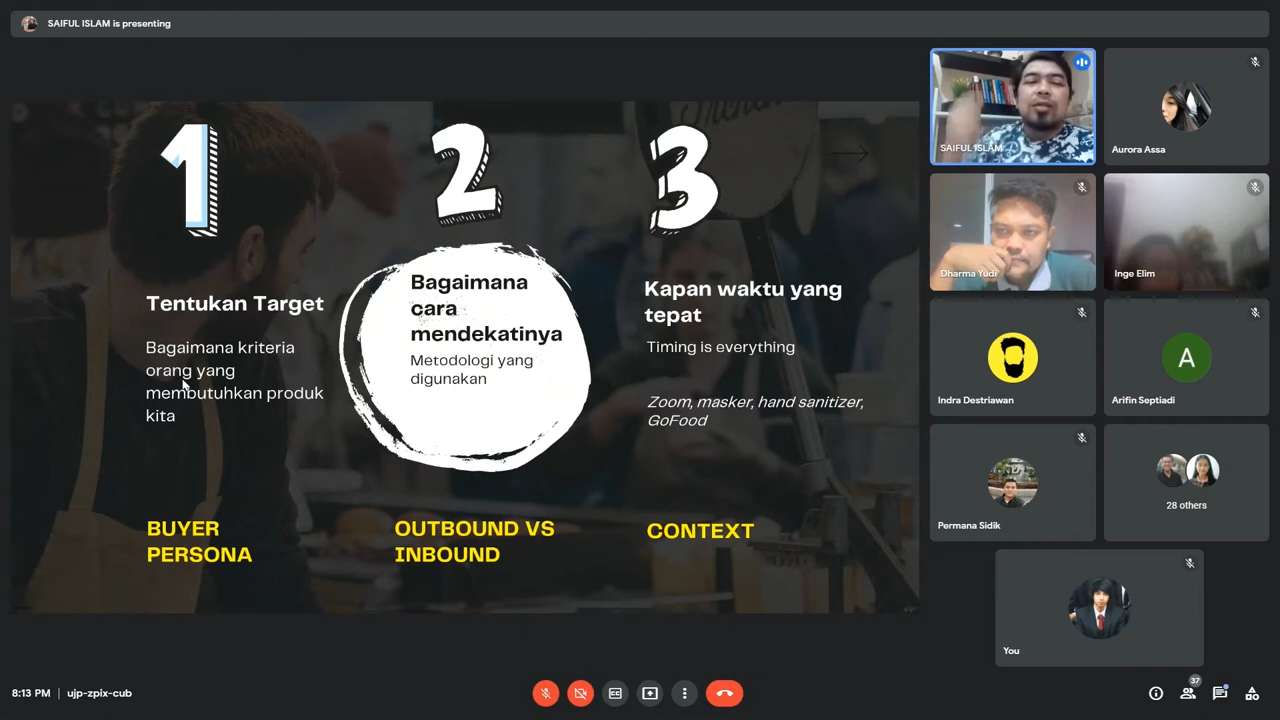 SAIFUL ISLAM is presenting
1
2
3
Tentukan Target
Bagaimana kriteria
orang yang
membutuhkan produk
kita
BUYER
PERSONA
Bagaimana
cara
mendekatinya
Metodologi yang
digunakan
OUTBOUND VS
INBOUND
Kapan waktu yang
tepat
Timing is everything
Zoom, masker, hand sanitizer,
GoFood
CONTEXT
SAIFUL ISLAM
Aurora Assa
Dharma Yudi
Inge Elim
Indra Destriawan
A
Arifin Septiadi
Permana Sidik
28 others
You
8:13 PM | ujp-zpix-cub
37